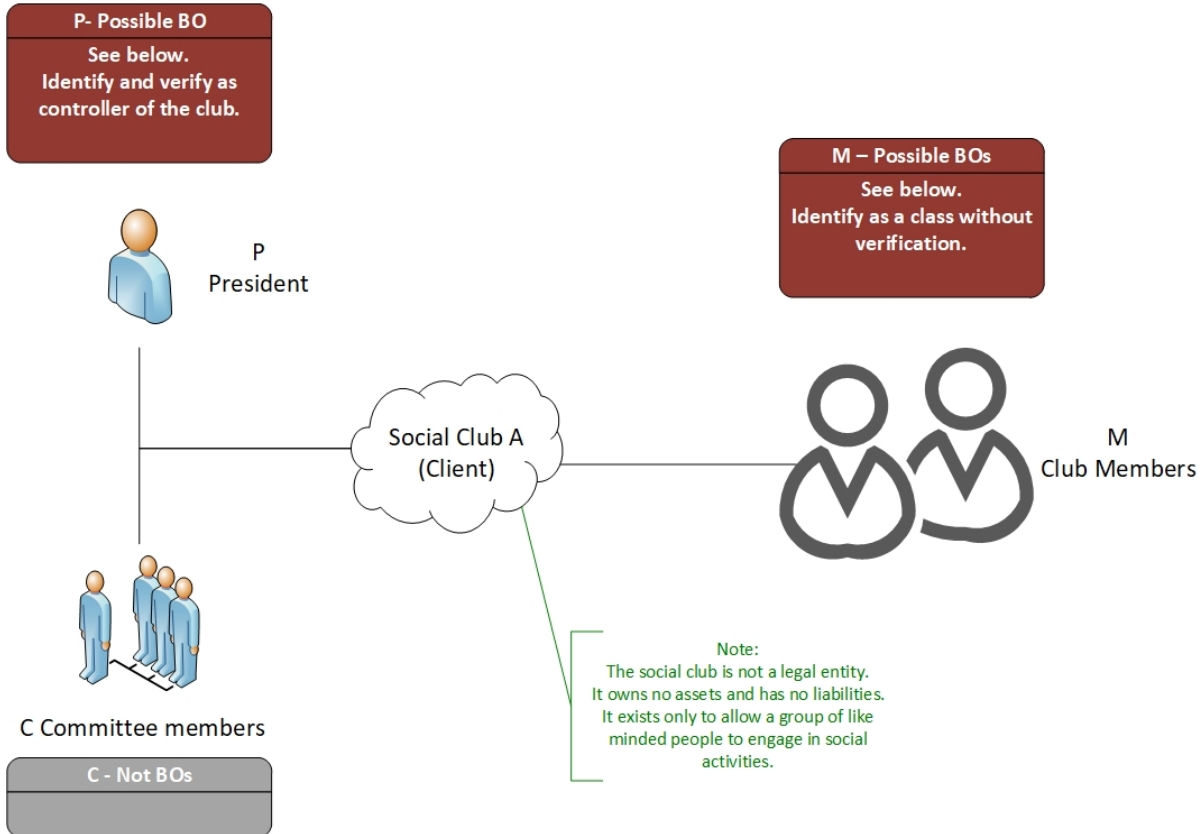 P- Possible BO
See below.
Identify and verify as
controller of the club.
P
President
M – Possible BOs
See below.
Identify as a class without
verification.
Social Club A
(Client)
M
Club Members
C Committee members
C - Not BOs
Note:
The social club is not a legal entity.
It owns no assets and has no liabilities.
It exists only to allow a group of like
minded people to engage in social
activities.